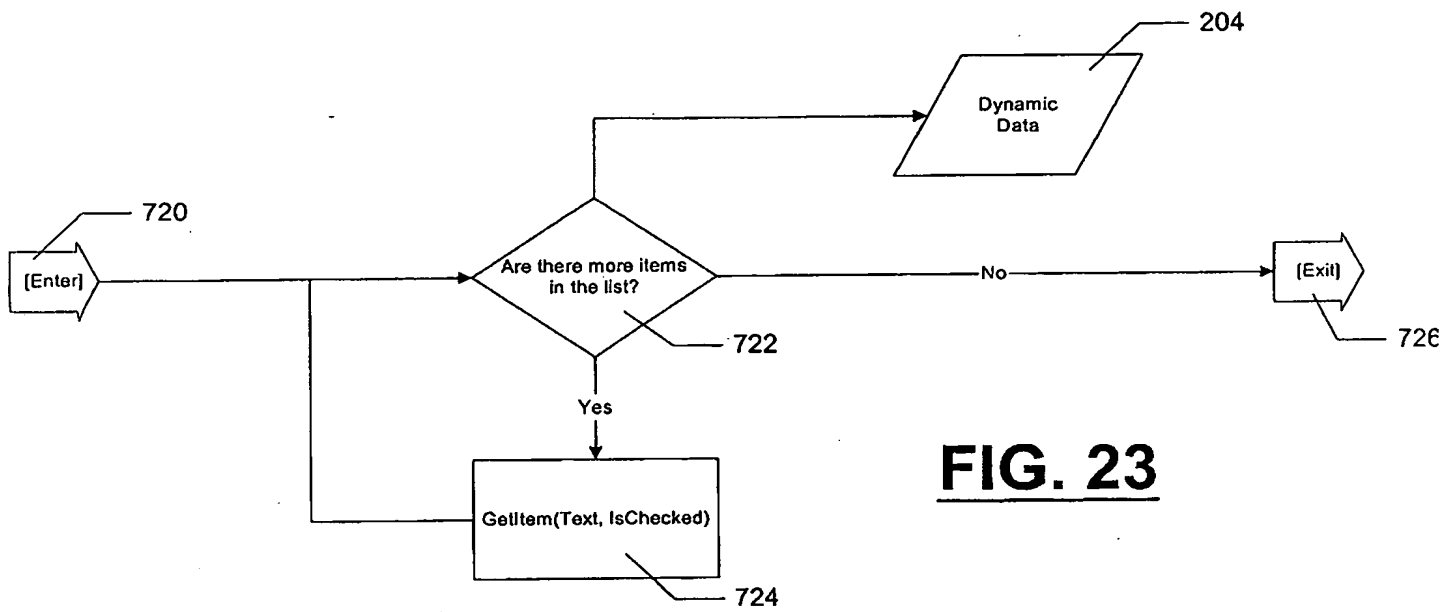 204
Dynamic
Data
720
[Enter]
Are there more items
in the list?
No
[Exit]
722
726
Yes
GetItem(Text, IsChecked)
FIG. 23
724